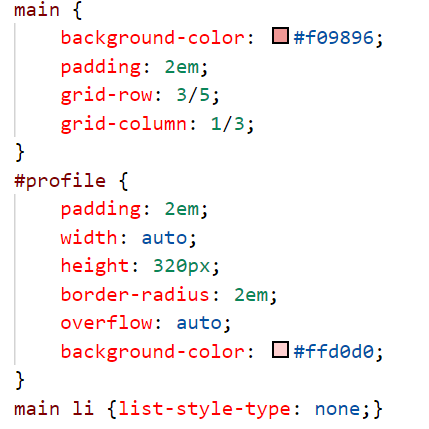 main {
    background-color: #f09896;
    padding: 2em;
    grid-row: 3/5;
    grid-column: 1/3;
}
#profile {
    padding: 2em;
    width: auto;
    height: 320px;
    border-radius: 2em;
    overflow: auto;
    background-color: #ffd0d0;
}
main li {list-style-type: none;}